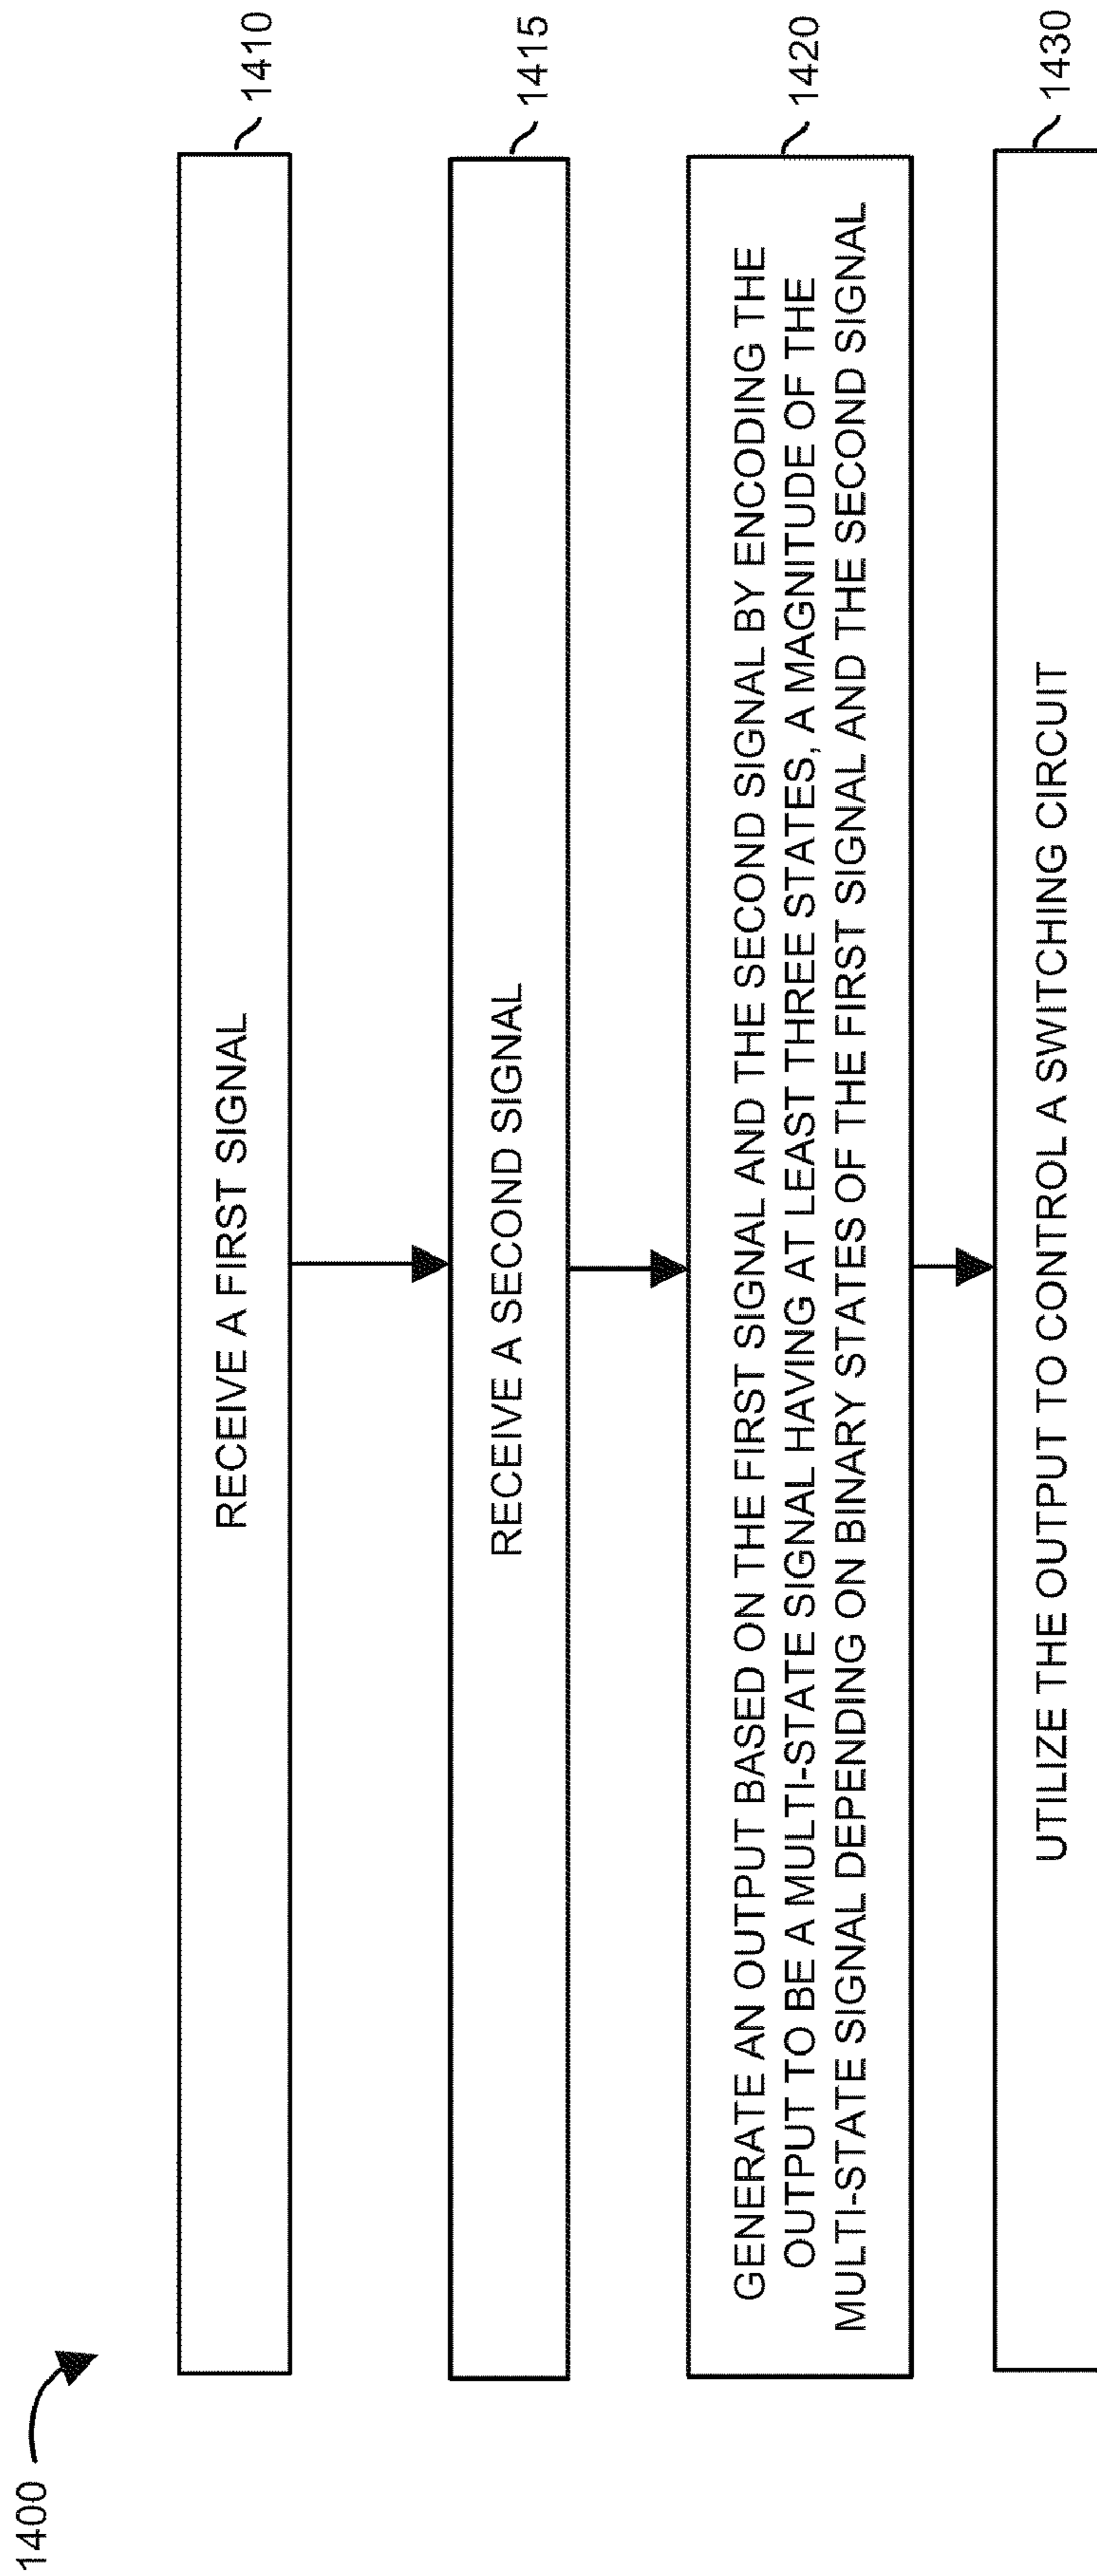 1400
RECEIVE A FIRST SIGNAL
1410
RECEIVE A SECOND SIGNAL
1415
GENERATE AN OUTPUT BASED ON THE FIRST SIGNAL AND THE SECOND SIGNAL BY ENCODING THE
OUTPUT TO BE A MULTI-STATE SIGNAL HAVING AT LEAST THREE STATES, A MAGNITUDE OF THE
MULTI-STATE SIGNAL DEPENDING ON BINARY STATES OF THE FIRST SIGNAL AND THE SECOND SIGNAL
1420
UTILIZE THE OUTPUT TO CONTROL A SWITCHING CIRCUIT
1430